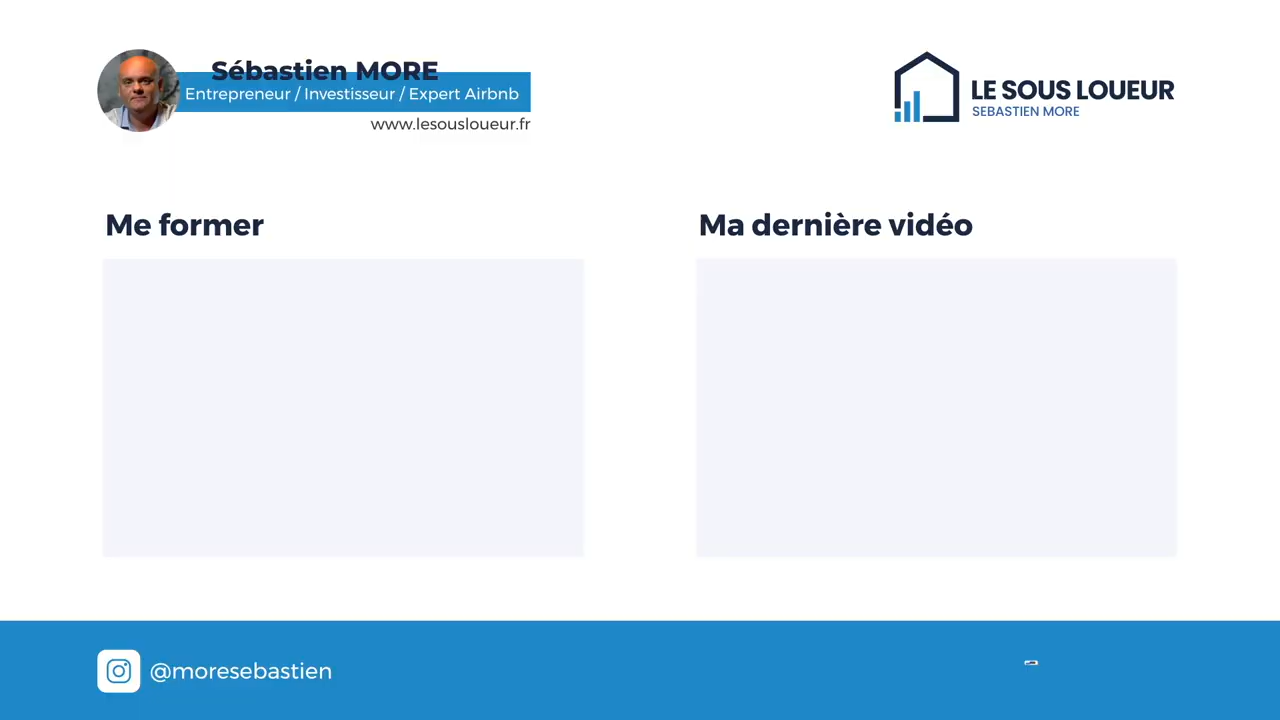 Sébastien MORE
Entrepreneur / Investisseur / Expert Airbnb
www.lesousloueur.fr
LE SOUS LOUEUR
SEBASTIEN MORE
Me former
Ma dernière vidéo
@moresebastien